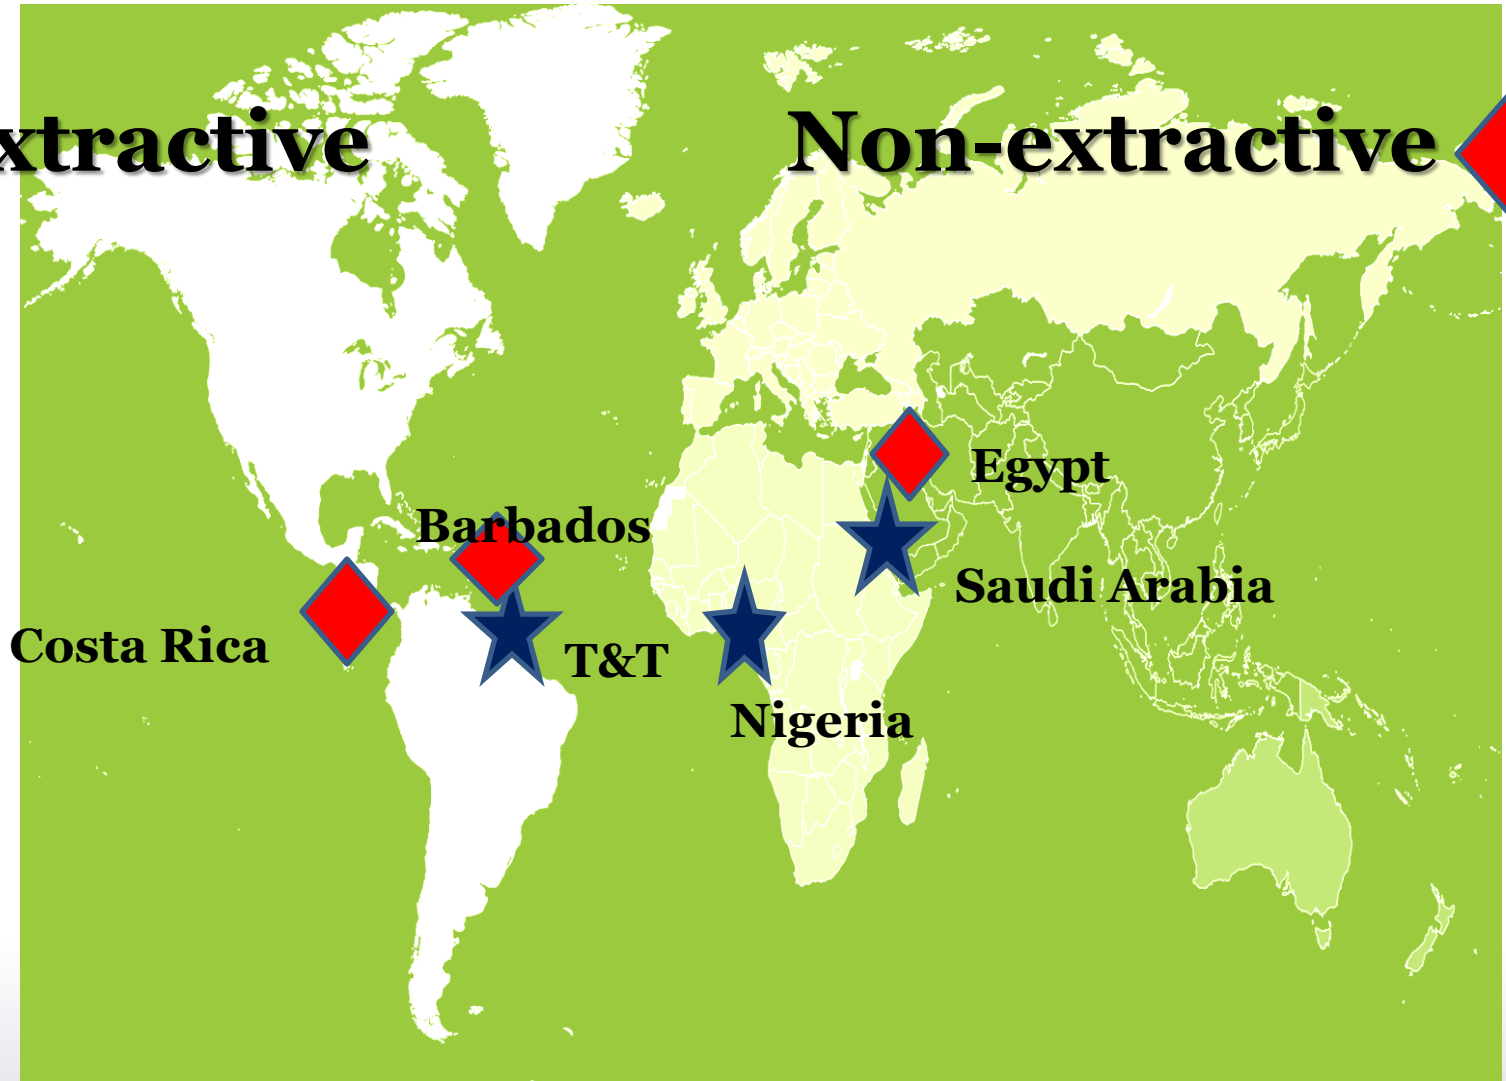 xtractive
Non-extractive
Egypt
Barbados
Saudi Arabia
Costa Rica
T&T
Nigeria